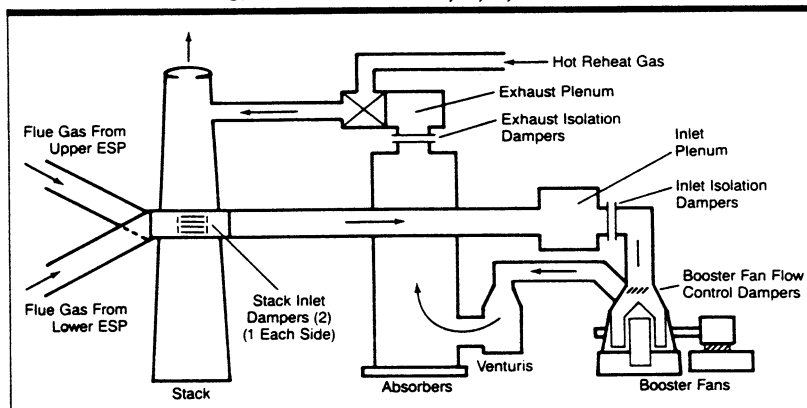 Hot Reheat Gas
Exhaust Plenum
Exhaust Isolation
Dampers
Flue Gas From
Upper ESP
Inlet
Plenum
Inlet Isolation
Dampers
Flue Gas From
Lower ESP
Stack Inlet
Dampers (2)
(1 Each Side)
Booster Fan Flow
Control Dampers
Stack
Absorbers
Venturis
Booster Fans